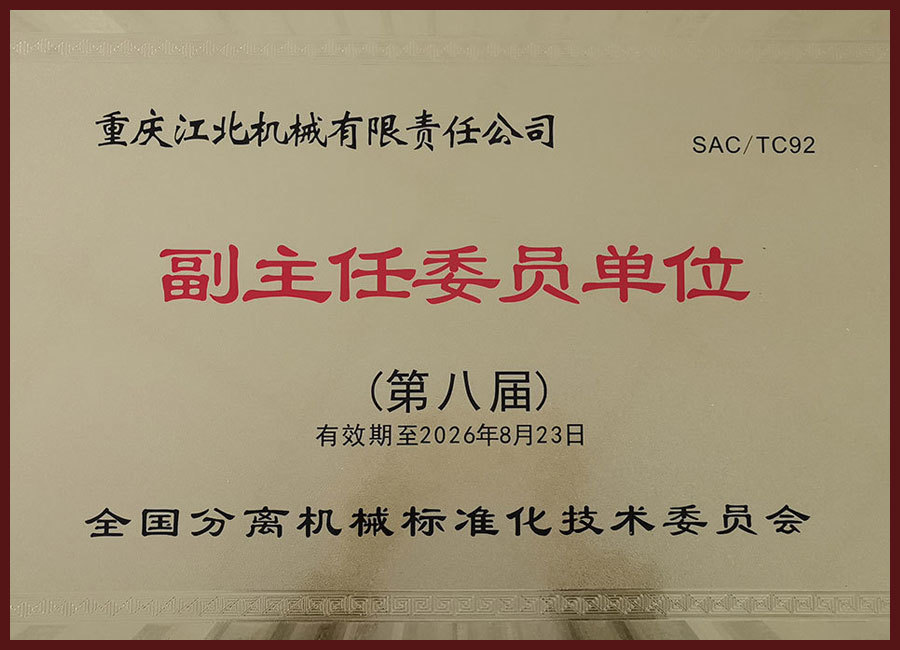 重庆江北机械有限责任公司
SAC/TC92
副主任委员单位
(第八届)
有效期至2026年8月23日
全国分离机械标准化技术委员会